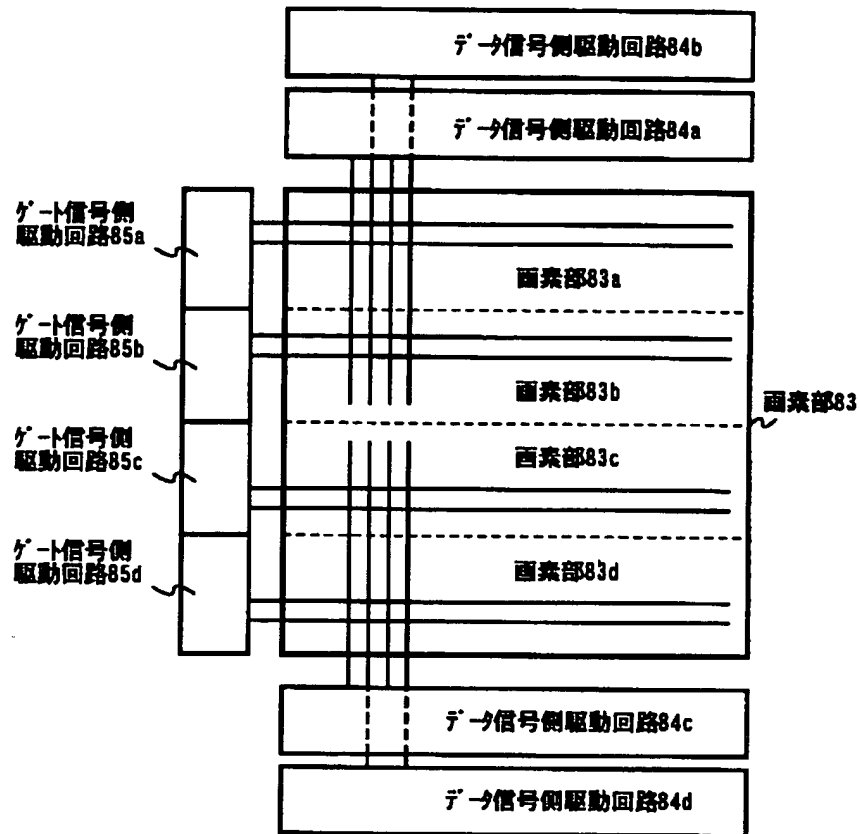 データ信号側駆動回路84b
データ信号側駆動回路84a
ゲート信号側
駆動回路85a
画素部83a
ゲート信号側
駆動回路85b
画素部83b
画素部83
ゲート信号側
駆動回路85c
画素部83c
ゲート信号側
駆動回路85d
画素部83d
データ信号側駆動回路84c
データ信号側駆動回路84d